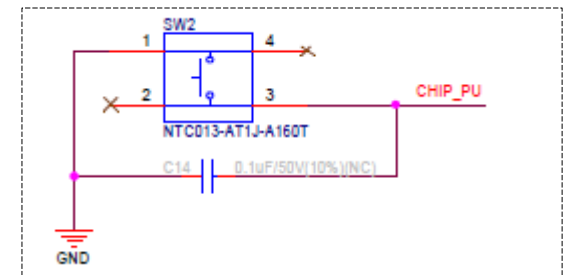 SW2
1
4
2
3
CHIP_PU
NTC013-AT1J-A160T
C14
0.1uF/50V(10%)(NC)
GND